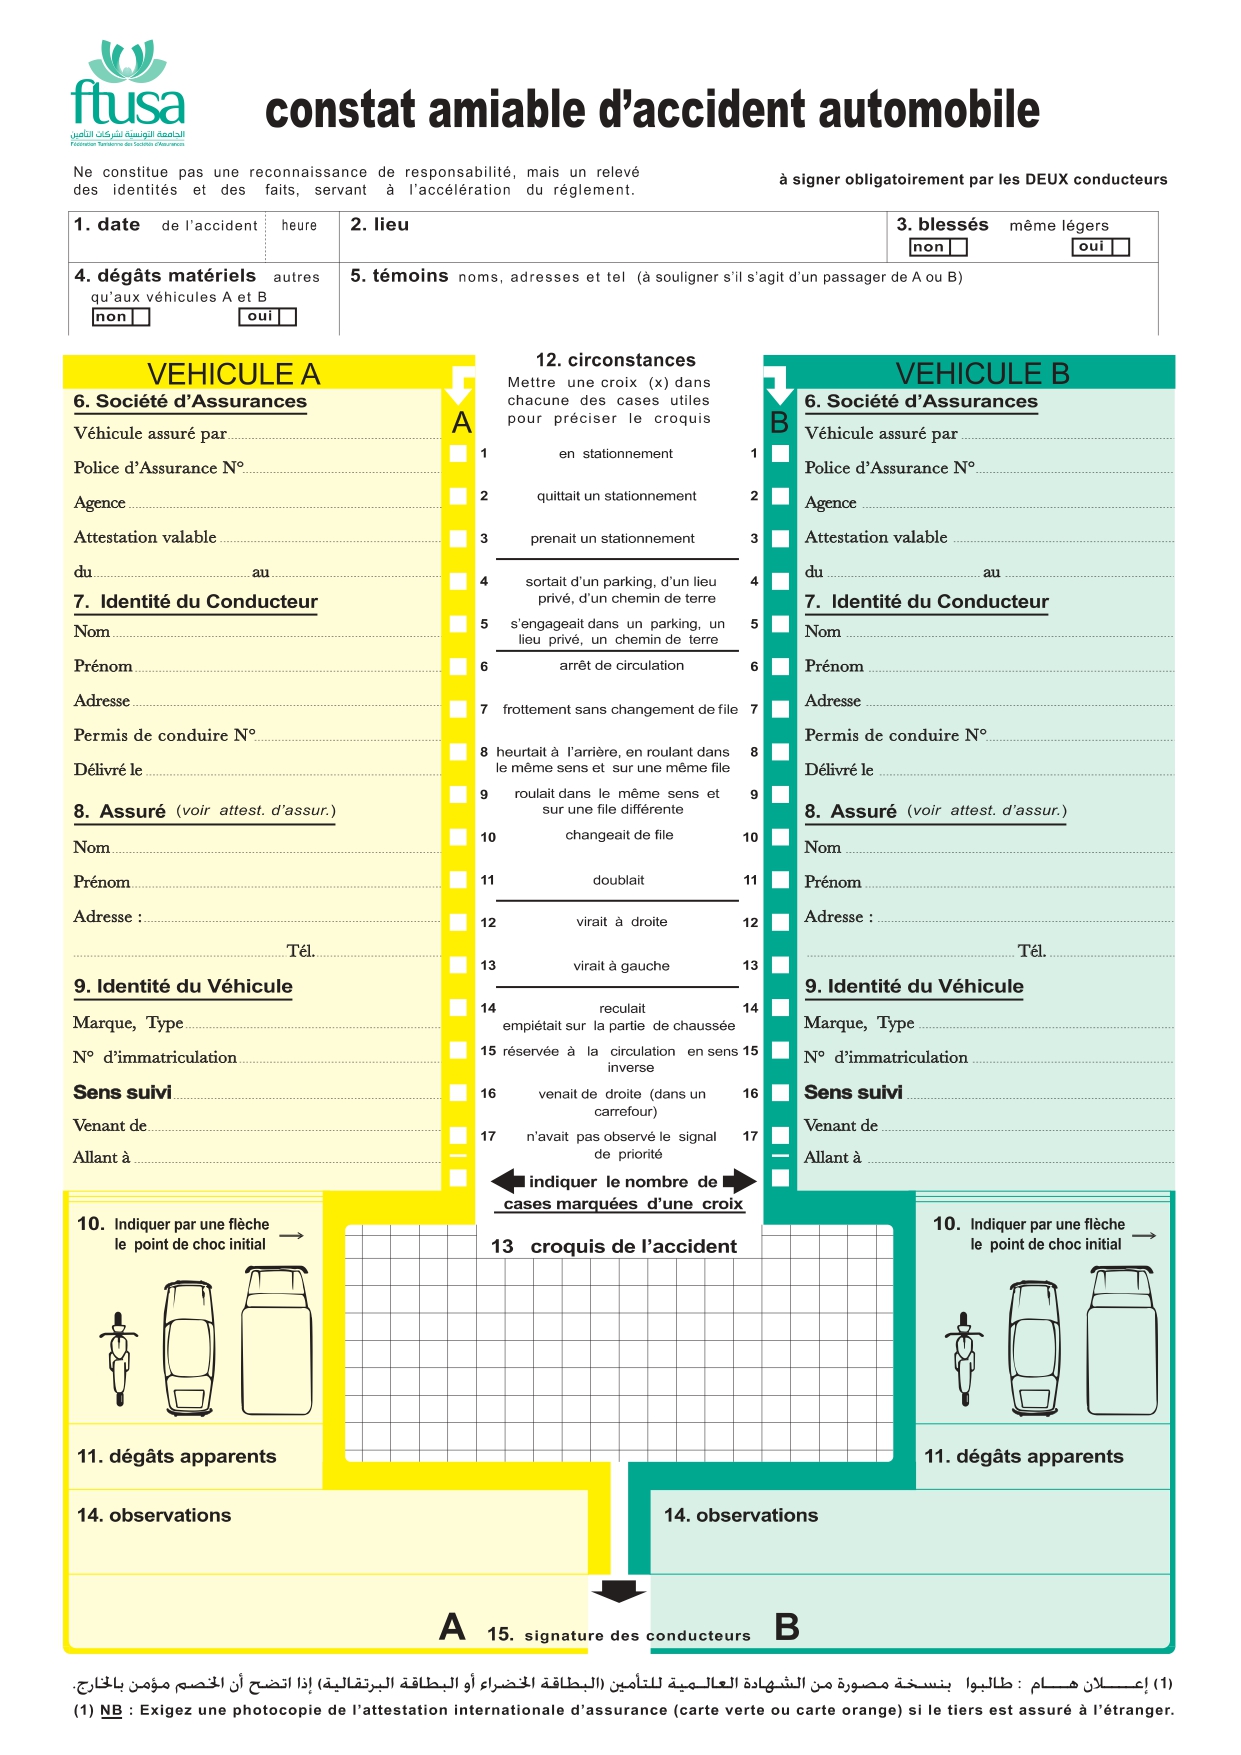 ftusa
الجامعة التونسية لشركات التأمين
Fédération Tunisienne des Sociétés d'Assurances
constat amiable d'accident automobile
Ne constitue pas une reconnaissance de responsabilité, mais un relevé
des identités et des faits, servant à l'accélération du réglement.
à signer obligatoirement par les DEUX conducteurs
1. date de l'accident heure
2. lieu
3. blessés même légers
non oui
4. dégâts matériels autres
qu'aux véhicules A et B
non oui
5. témoins noms, adresses et tel (à souligner s'il s'agit d'un passager de A ou B)
VEHICULE A
6. Société d'Assurances
Véhicule assuré par
Police d'Assurance N°
Agence
Attestation valable
du au
7. Identité du Conducteur
Nom
Prénom
Adresse
Permis de conduire N°
Délivré le
8. Assuré (voir attest. d'assur.)
Nom
Prénom
Adresse :
Tél.
9. Identité du Véhicule
Marque, Type
N° d'immatriculation
Sens suivi
Venant de
Allant à
12. circonstances
Mettre une croix (x) dans
chacune des cases utiles
pour préciser le croquis
A B
1 en stationnement 1
2 quittait un stationnement 2
3 prenait un stationnement 3
4 sortait d'un parking, d'un lieu 4
privé, d'un chemin de terre
5 s'engageait dans un parking, un 5
lieu privé, un chemin de terre
6 arrêt de circulation 6
7 frottement sans changement de file 7
8 heurtait à l'arrière, en roulant dans 8
le même sens et sur une même file
9 roulait dans le même sens et 9
sur une file différente
10 changeait de file 10
11 doublait 11
12 virait à droite 12
13 virait à gauche 13
14 reculait 14
empiétait sur la partie de chaussée
15 réservée à la circulation en sens 15
inverse
16 venait de droite (dans un 16
carrefour)
17 n'avait pas observé le signal 17
de priorité
indiquer le nombre de
cases marquées d'une croix
VEHICULE B
6. Société d'Assurances
Véhicule assuré par
Police d'Assurance N°
Agence
Attestation valable
du au
7. Identité du Conducteur
Nom
Prénom
Adresse
Permis de conduire N°
Délivré le
8. Assuré (voir attest. d'assur.)
Nom
Prénom
Adresse :
Tél.
9. Identité du Véhicule
Marque, Type
N° d'immatriculation
Sens suivi
Venant de
Allant à
10. Indiquer par une flèche
le point de choc initial
13 croquis de l'accident
10. Indiquer par une flèche
le point de choc initial
11. dégâts apparents
11. dégâts apparents
14. observations
14. observations
A 15. signature des conducteurs B
(1) إعــــلان هــــام : طالبوا بنسخة مصورة من الشهادة العالـمية للتأمين (البطاقة الخضراء أو البطاقة البرتقالية) إذا اتضح أن الخصم مؤمن بالخارج.
(1) NB : Exigez une photocopie de l'attestation internationale d'assurance (carte verte ou carte orange) si le tiers est assuré à l'étranger.